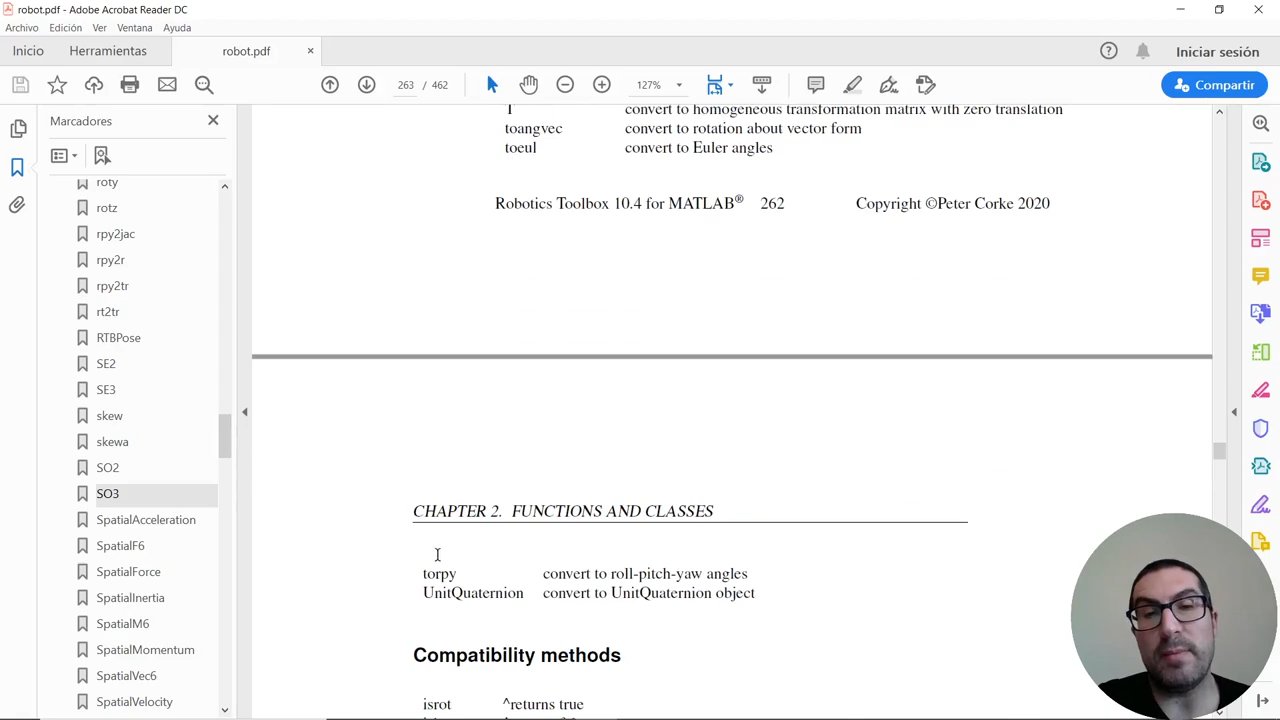 robot.pdf - Adobe Acrobat Reader DC
Archivo Edición Ver Ventana Ayuda
Inicio Herramientas robot.pdf × Iniciar sesión
263 / 462 127% Compartir
Marcadores
roty
rotz
rpy2jac
rpy2r
rpy2tr
rt2tr
RTBPose
SE2
SE3
skew
skewa
SO2
SO3
SpatialAcceleration
SpatialF6
SpatialForce
SpatialInertia
SpatialM6
SpatialMomentum
SpatialVec6
SpatialVelocity
T convert to homogeneous transformation matrix with zero translation
toangvec convert to rotation about vector form
toeul convert to Euler angles
Robotics Toolbox 10.4 for MATLAB® 262 Copyright ©Peter Corke 2020
CHAPTER 2. FUNCTIONS AND CLASSES
torpy convert to roll-pitch-yaw angles
UnitQuaternion convert to UnitQuaternion object
Compatibility methods
isrot ^returns true